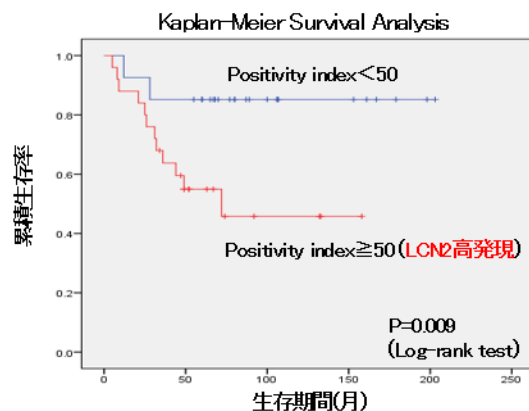 Kaplan-Meier Survival Analysis
1.0
0.8
0.6
0.4
0.2
0.0
累積生存率
Positivity index＜50
Positivity index≧50(LCN2高発現)
P=0.009
(Log-rank test)
0
50
100
150
200
250
生存期間(月)